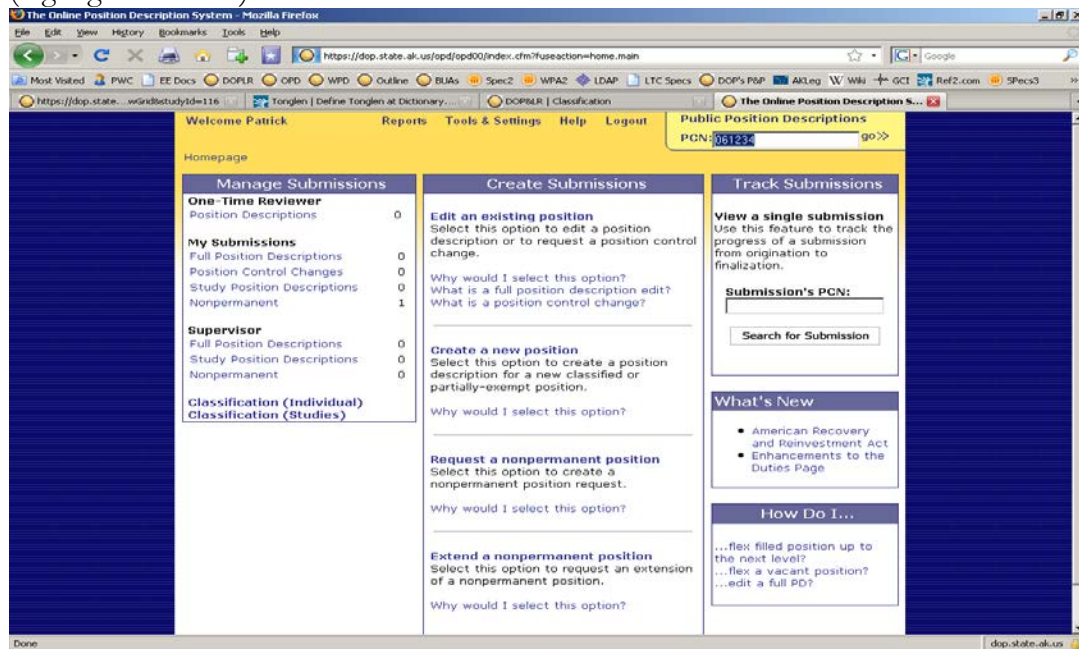 The Online Position Description System - Mozilla Firefox
File Edit View History Bookmarks Tools Help
https://dop.state.ak.us/opd/opd00/index.cfm?fuseaction=home.main
Google
Most Visited PWC EE Docs DOPLR OPD WPD Outline BUAs Spec2 WPA2 LDAP LTC Specs DOP's P&P AKLeg Wiki GCI Ref2.com SPecs3 »
https://dop.state...wGrid&studyId=116 Tonglen | Define Tonglen at Dictionary.... DOP&LR | Classification The Online Position Description S...
Welcome Patrick Reports Tools & Settings Help Logout
Public Position Descriptions
PCN: 061234 go>>
Homepage
Manage Submissions
One-Time Reviewer
Position Descriptions 0
My Submissions
Full Position Descriptions 0
Position Control Changes 0
Study Position Descriptions 0
Nonpermanent 1
Supervisor
Full Position Descriptions 0
Study Position Descriptions 0
Nonpermanent 0
Classification (Individual)
Classification (Studies)
Create Submissions
Edit an existing position
Select this option to edit a position
description or to request a position control
change.
Why would I select this option?
What is a full position description edit?
What is a position control change?
Create a new position
Select this option to create a position
description for a new classified or
partially-exempt position.
Why would I select this option?
Request a nonpermanent position
Select this option to create a
nonpermanent position request.
Why would I select this option?
Extend a nonpermanent position
Select this option to request an extension
of a nonpermanent position.
Why would I select this option?
Track Submissions
View a single submission
Use this feature to track the
progress of a submission
from origination to
finalization.
Submission's PCN:
Search for Submission
What's New
American Recovery
and Reinvestment Act
Enhancements to the
Duties Page
How Do I...
...flex filled position up to
the next level?
...flex a vacant position?
...edit a full PD?
Done
dop.state.ak.us